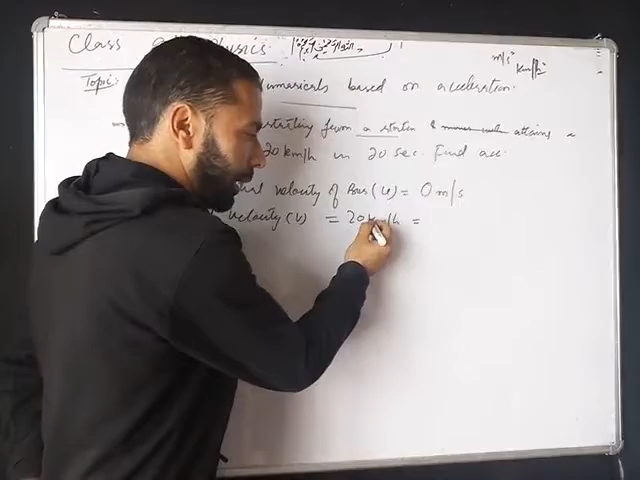 Class Physics.
m/s² km/h²
Topic: Numaricals based on acceleration.
starting from a station & attains a
20 km/h in 20 sec. Find acc.
velocity of Bus (u) = 0 m/s
velocity (v) = 20 km/h =